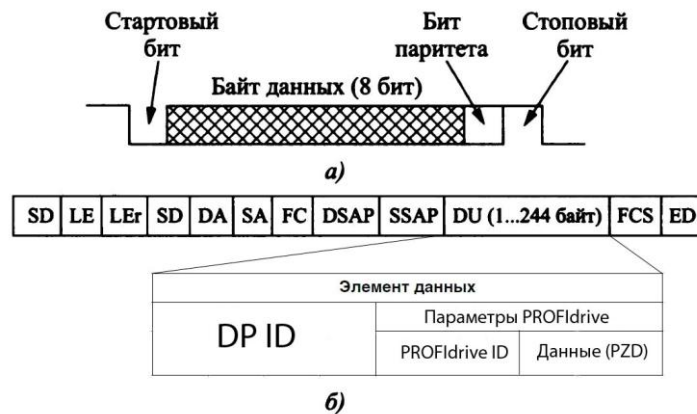 Стартовый бит
Бит паритета
Стоповый бит
Байт данных (8 бит)
а)
SD LE LEr SD DA SA FC DSAP SSAP DU (1...244 байт) FCS ED
Элемент данных
DP ID
Параметры PROFIdrive
PROFIdrive ID Данные (PZD)
б)